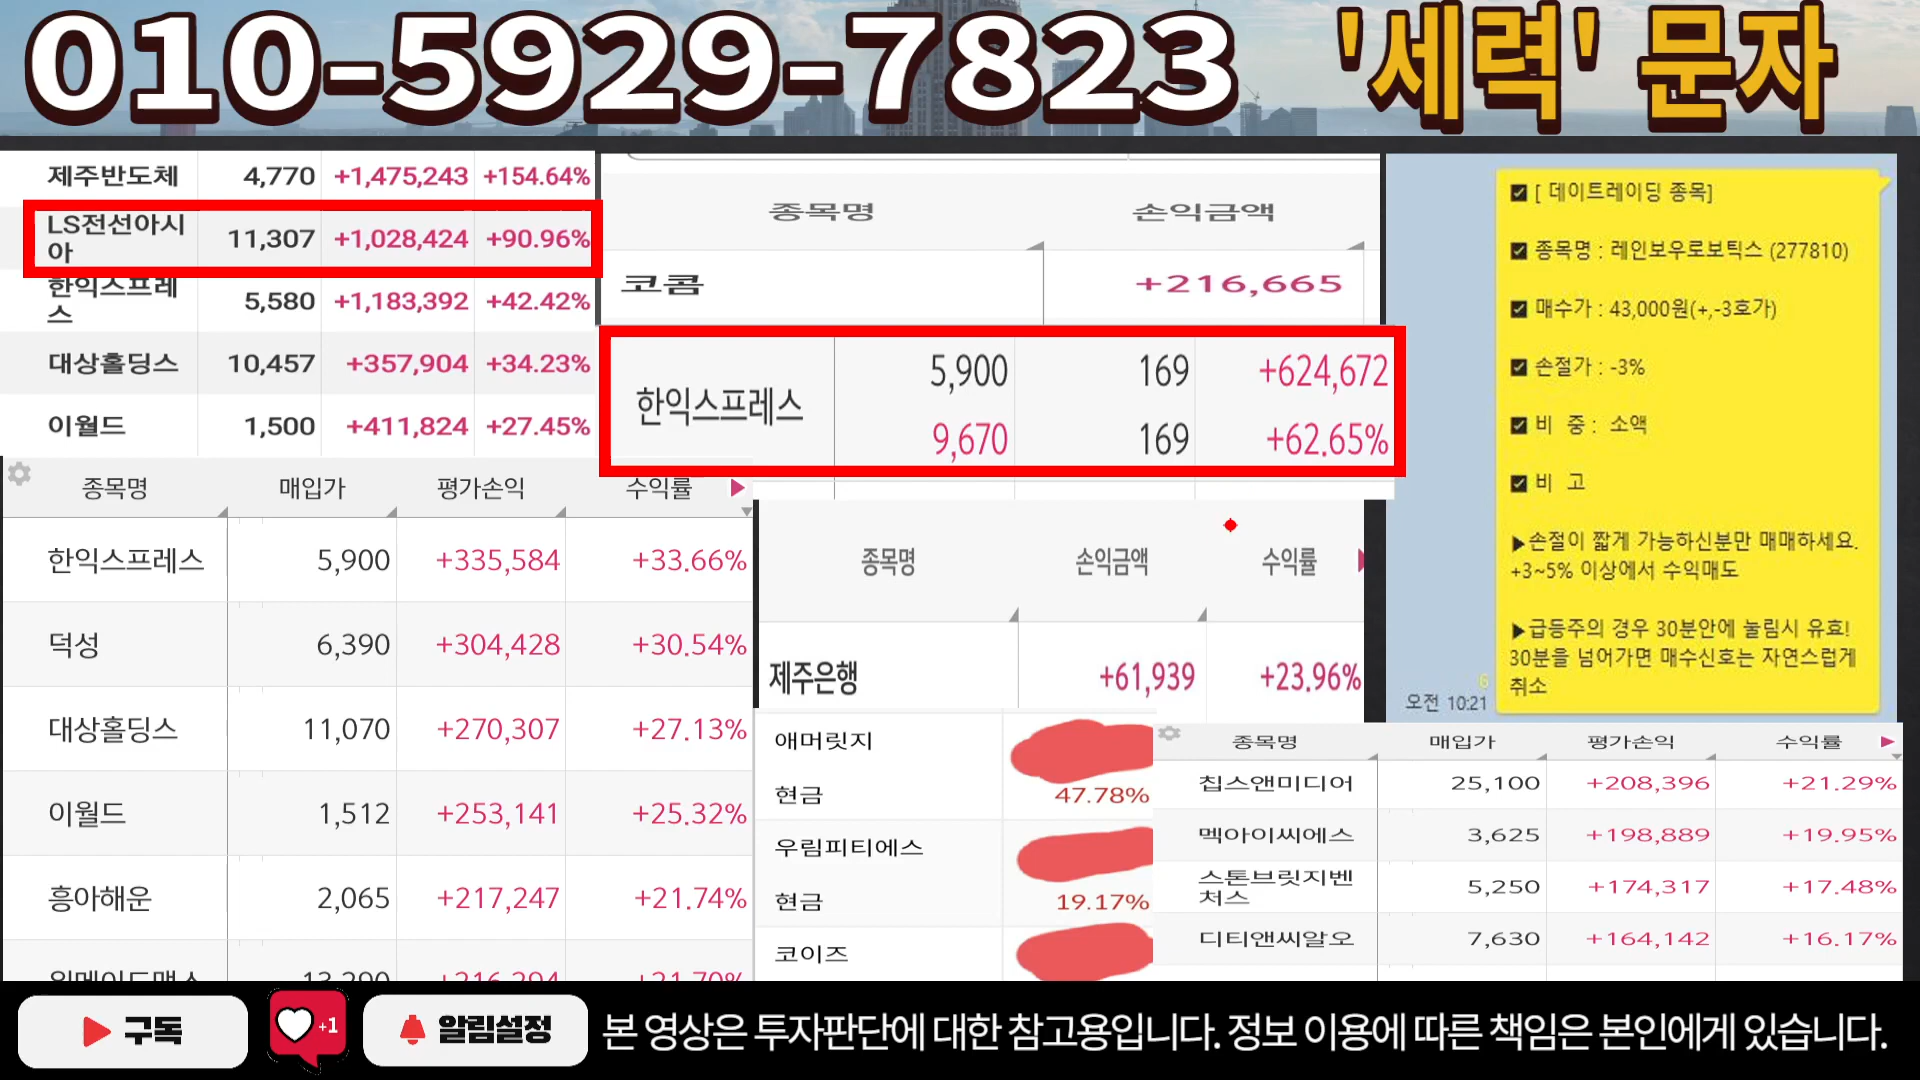 010-5929-7823 '세력' 문자
제주반도체 4,770 +1,475,243 +154.64%
LS전선아시아 11,307 +1,028,424 +90.96%
한익스프레스 5,580 +1,183,392 +42.42%
대상홀딩스 10,457 +357,904 +34.23%
이월드 1,500 +411,824 +27.45%
종목명 손익금액
코콤 +216,665
한익스프레스 5,900 169 +624,672
9,670 169 +62.65%
☑ [ 데이트레이딩 종목]
☑ 종목명 : 레인보우로보틱스 (277810)
☑ 매수가 : 43,000원(+,-3호가)
☑ 손절가 : -3%
☑ 비 중 : 소액
☑ 비 고
▶손절이 짧게 가능하신분만 매매하세요.
+3~5% 이상에서 수익매도
▶급등주의 경우 30분안에 눌림시 유효!
30분을 넘어가면 매수신호는 자연스럽게
취소
6
오전 10:21
종목명 매입가 평가손익 수익률
한익스프레스 5,900 +335,584 +33.66%
덕성 6,390 +304,428 +30.54%
대상홀딩스 11,070 +270,307 +27.13%
이월드 1,512 +253,141 +25.32%
흥아해운 2,065 +217,247 +21.74%
종목명 손익금액 수익률
제주은행 +61,939 +23.96%
애머릿지
현금 47.78%
우림피티에스
현금 19.17%
코이즈
종목명 매입가 평가손익 수익률
칩스앤미디어 25,100 +208,396 +21.29%
멕아이씨에스 3,625 +198,889 +19.95%
스톤브릿지벤처스 5,250 +174,317 +17.48%
디티앤씨알오 7,630 +164,142 +16.17%
구독 +1 알림설정 본 영상은 투자판단에 대한 참고용입니다. 정보 이용에 따른 책임은 본인에게 있습니다.